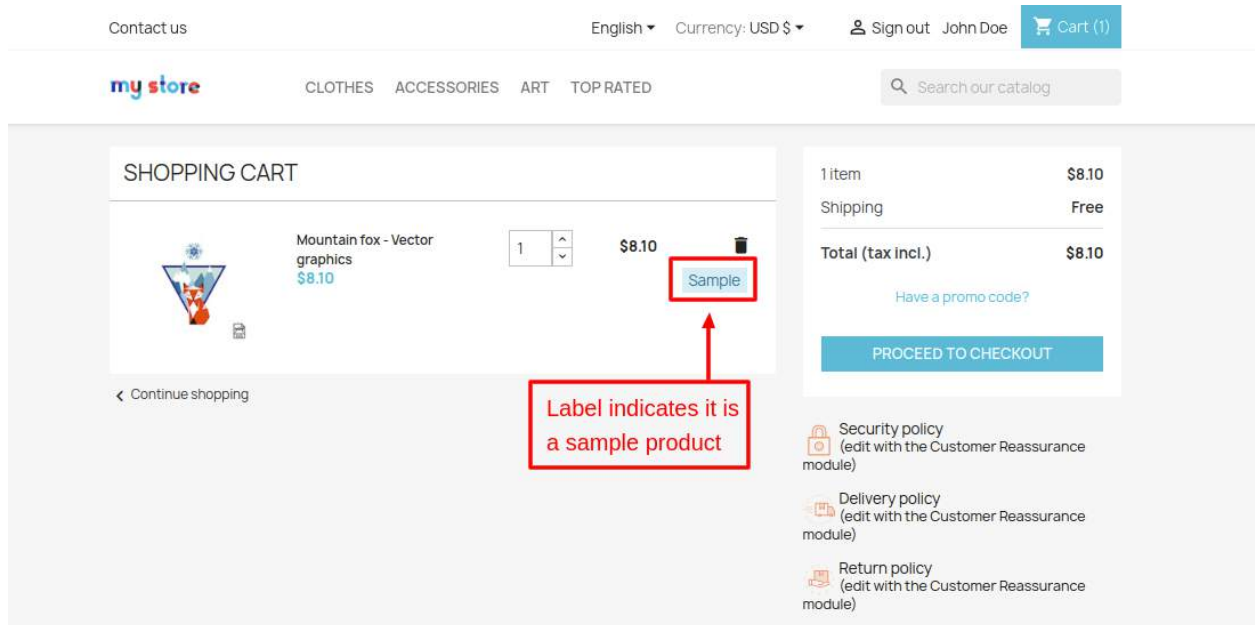 Contact us
English Currency: USD $ Sign out John Doe Cart (1)
my store
CLOTHES ACCESSORIES ART TOP RATED
Search our catalog
SHOPPING CART
Mountain fox - Vector
graphics
$8.10
1
$8.10
Sample
Label indicates it is
a sample product
Continue shopping
1 item $8.10
Shipping Free
Total (tax incl.) $8.10
Have a promo code?
PROCEED TO CHECKOUT
Security policy
(edit with the Customer Reassurance
module)
Delivery policy
(edit with the Customer Reassurance
module)
Return policy
(edit with the Customer Reassurance
module)